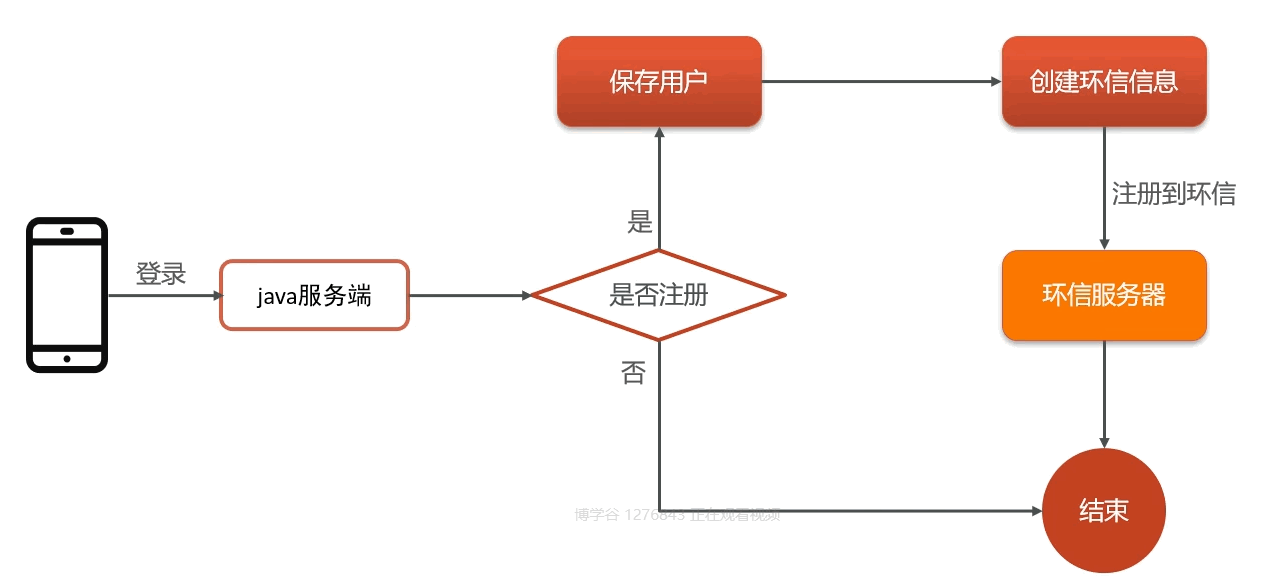 保存用户
创建环信信息
注册到环信
是
登录
java服务端
是否注册
环信服务器
否
结束
博学谷 1276843 正在观看视频